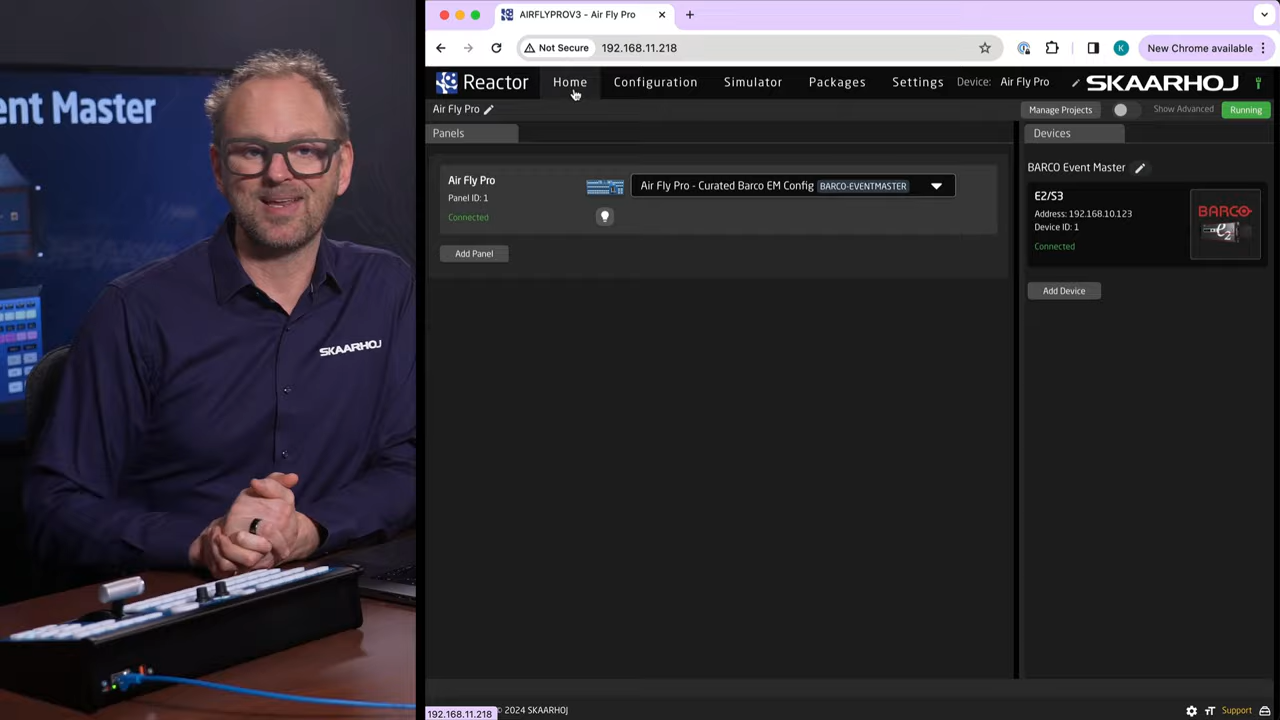 ent Master
SKAARHOJ
AIRFLYPROV3 - Air Fly Pro
Not Secure
192.168.11.218
K
New Chrome available
Reactor
Home
Configuration
Simulator
Packages
Settings
Device:
Air Fly Pro
SKAARHOJ
Air Fly Pro
Manage Projects
Show Advanced
Running
Panels
Devices
Air Fly Pro
Panel ID: 1
Connected
Air Fly Pro - Curated Barco EM Config
BARCO-EVENTMASTER
Add Panel
BARCO Event Master
E2/S3
Address: 192.168.10.123
Device ID: 1
Connected
BARCO
e2
Add Device
192.168.11.218
© 2024 SKAARHOJ
Support